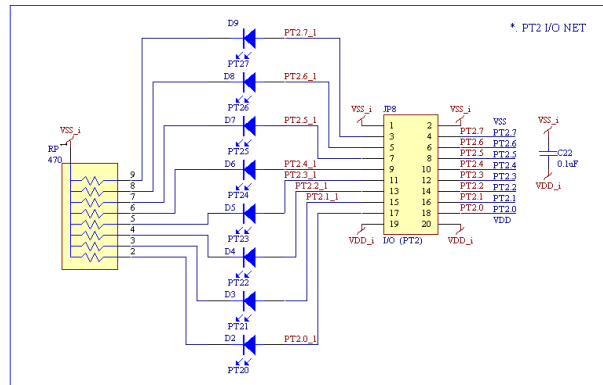 *. PT2 I/O NET
D9
PT2.7_1
PT27
D8
PT2.6_1
PT26
D7
PT2.5_1
PT25
D6
PT2.4_1
PT24
PT2.3_1
D5
PT2.2_1
PT23
PT2.1_1
D4
PT22
D3
PT21
D2
PT2.0_1
PT20
VSS_i
RP
470
9
8
7
6
5
4
3
2
JP8
VSS_i
VSS_i
VSS
1 2
3 4 PT2.7 PT2.7
5 6 PT2.6 PT2.6
7 8 PT2.5 PT2.5
9 10 PT2.4 PT2.4
11 12 PT2.3 PT2.3
13 14 PT2.2 PT2.2
15 16 PT2.1 PT2.1
17 18 PT2.0 PT2.0
19 20
VDD
VDD_i
I/O (PT2)
VDD_i
VSS_i
C22
0.1uF
VDD_i